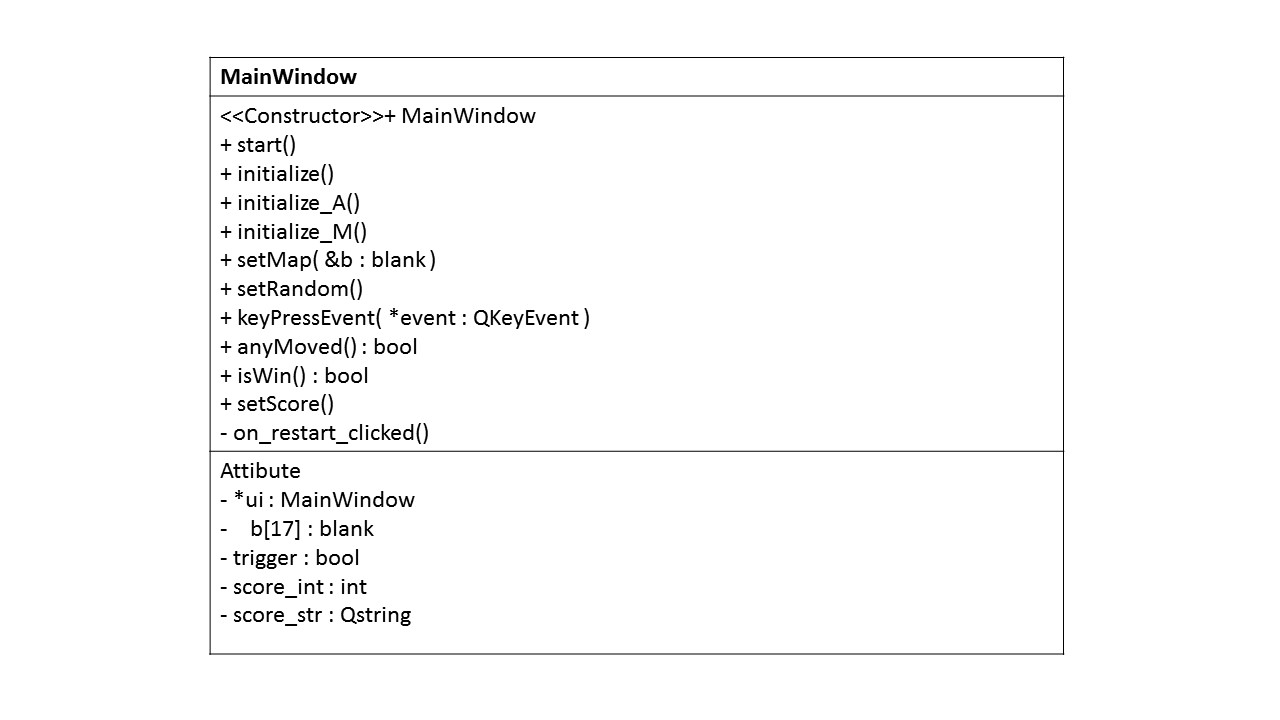 MainWindow
<<Constructor>>+ MainWindow
+ start()
+ initialize()
+ initialize_A()
+ initialize_M()
+ setMap( &b : blank )
+ setRandom()
+ keyPressEvent( *event : QKeyEvent )
+ anyMoved() : bool
+ isWin() : bool
+ setScore()
- on_restart_clicked()
Attibute
- *ui : MainWindow
- b[17] : blank
- trigger : bool
- score_int : int
- score_str : Qstring